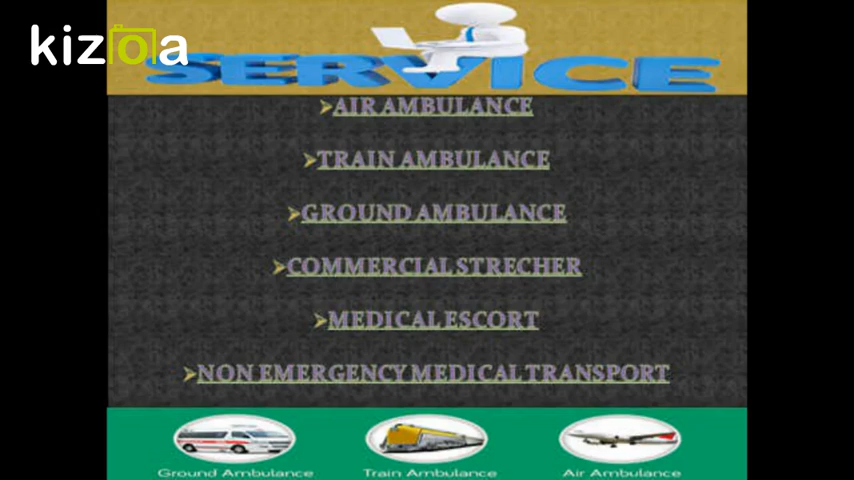 kizoa
SERVICE
AIR AMBULANCE
TRAIN AMBULANCE
GROUND AMBULANCE
COMMERCIAL STRECHER
MEDICAL ESCORT
NON EMERGENCY MEDICAL TRANSPORT
Ground Ambulance Train Ambulance Air Ambulance